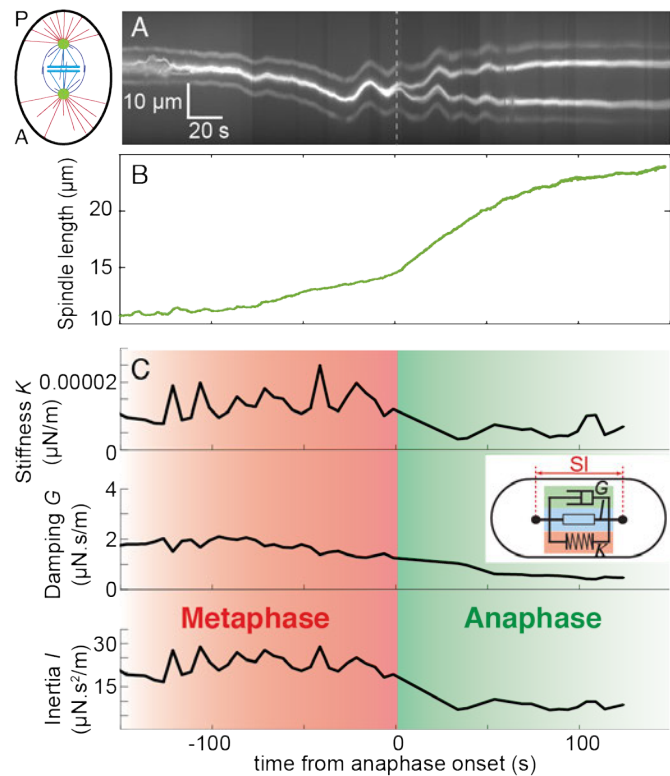 P
A
A
10 µm
20 s
B
Spindle length (µm)
20
15
10
C
Stiffness K
(µN/m)
0.00002
0
SI
G
I
K
Damping G
(µN.s/m)
4
2
0
Metaphase
Anaphase
Inertia I
(µN.s²/m)
30
15
-100
0
100
time from anaphase onset (s)